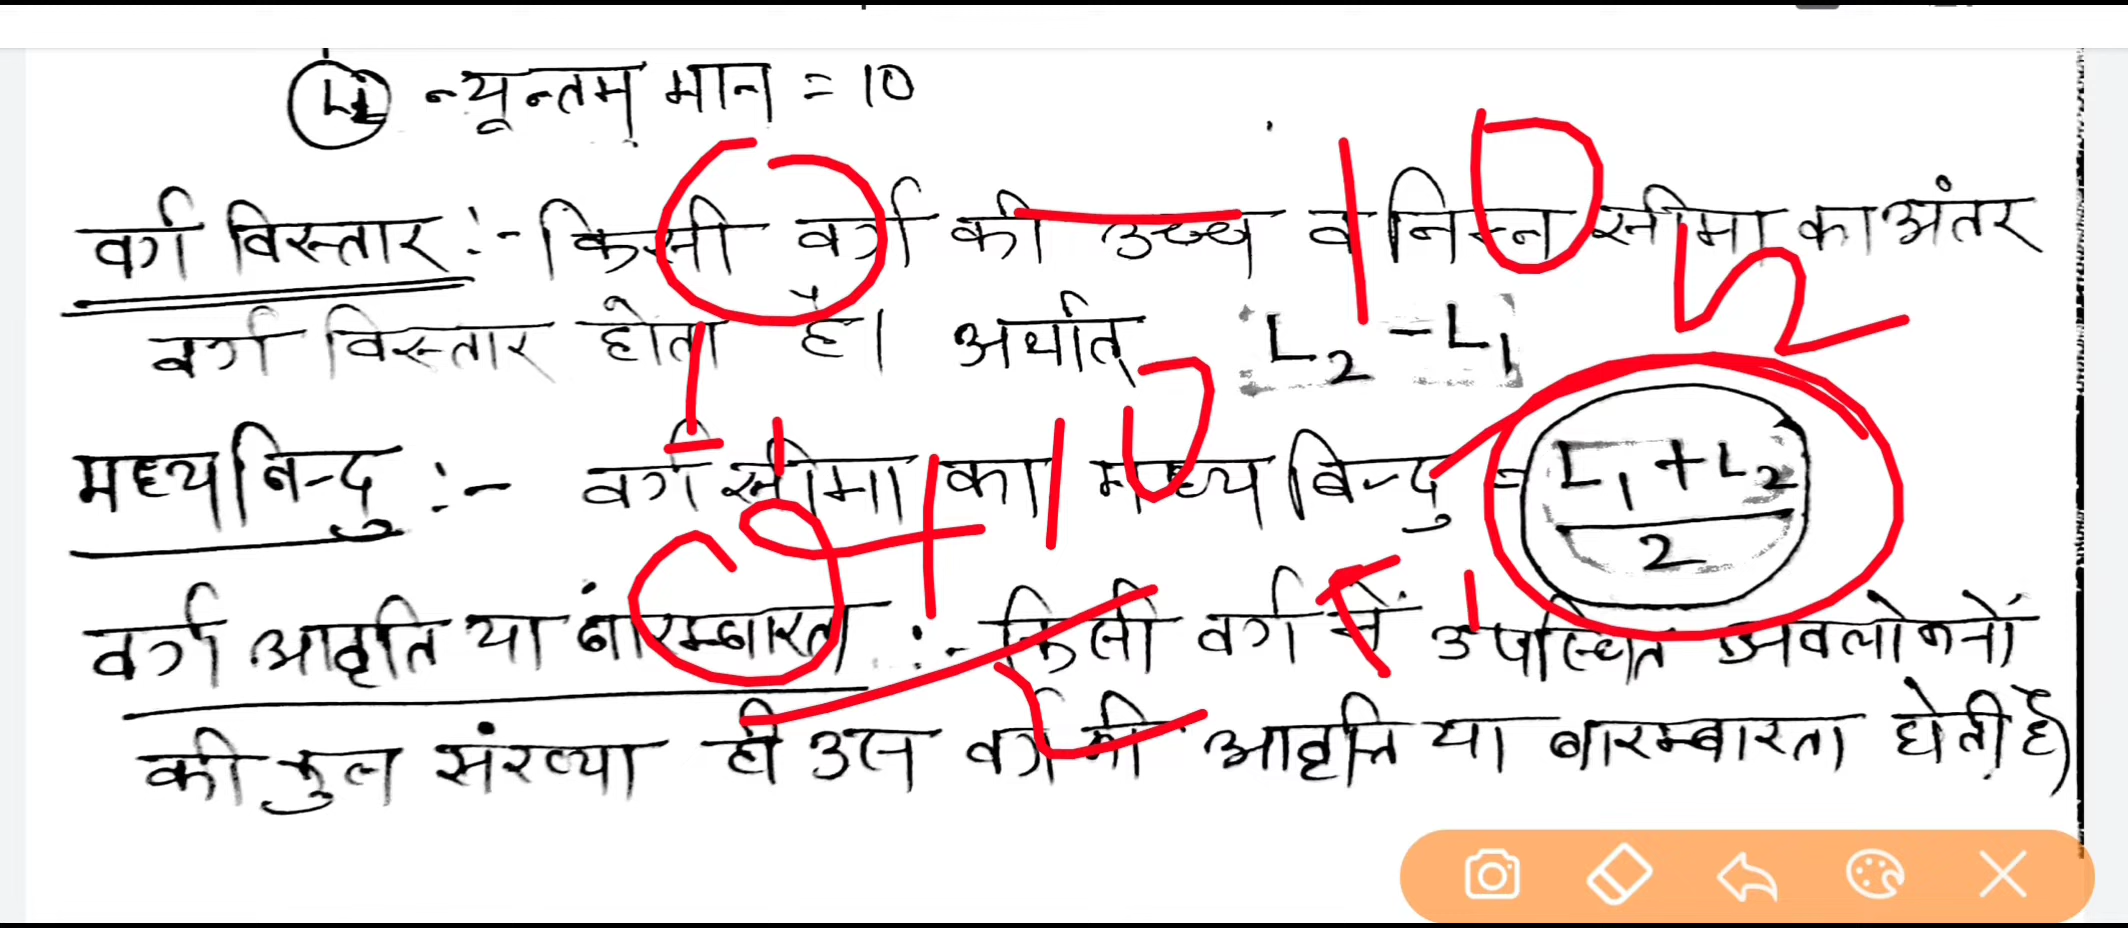 L1 न्यूनतम मान = 10
वर्ग विस्तार :- किसी वर्ग की उच्च व निम्न सीमा का अंतर
वर्ग विस्तार होता है। अर्थात् L2 - L1
मध्य बिन्दु :- वर्ग सीमा का मध्य बिन्दु = L1 + L2 / 2
वर्ग आवृति या बारम्बारता :- किसी वर्ग में उपस्थित अवलोकनों
की कुल संख्या ही उस वर्ग की आवृत्ति या बारम्बारता होती है